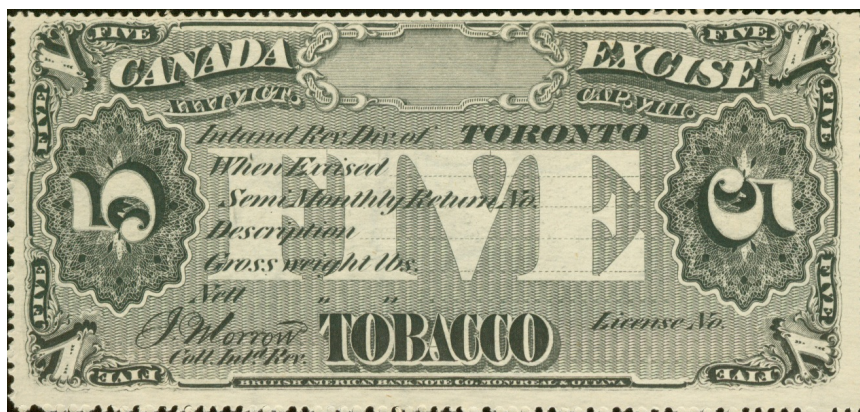 FIVE FIVE
CANADA EXCISE
XXXI VICT. CAP. VIII.
FIVE FIVE
Inland Rev. Div. of TORONTO
FIVE
When Excised
Semi Monthly Return No.
5 5
Description
Gross weight lbs.
Nett " "
FIVE FIVE
J. Morrow
Coll. Inl'd Rev.
TOBACCO
License No.
FIVE FIVE
BRITISH AMERICAN BANK NOTE CO. MONTREAL & OTTAWA